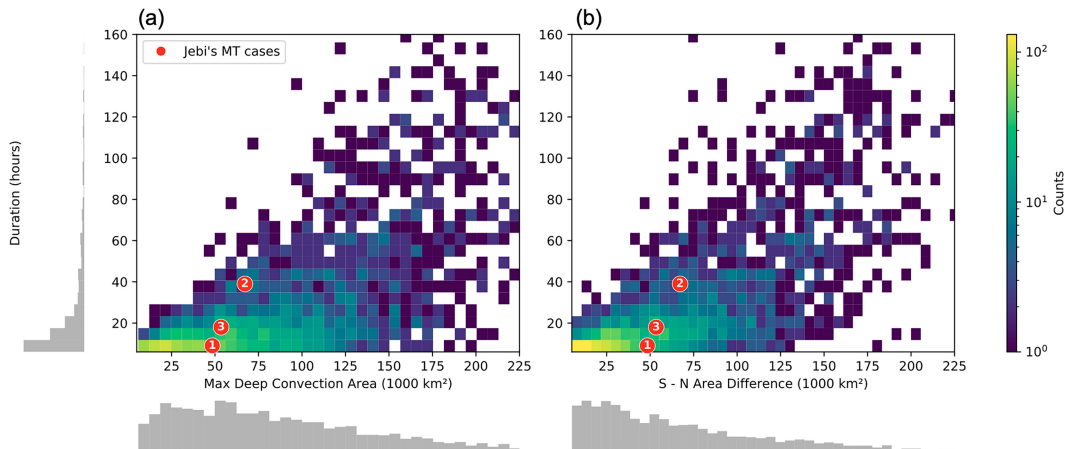 (a)
(b)
Jebi's MT cases
160
140
120
100
80
60
40
20
Duration (hours)
2
3
1
25 50 75 100 125 150 175 200 225
Max Deep Convection Area (1000 km²)
160
140
120
100
80
60
40
20
2
3
1
25 50 75 100 125 150 175 200 225
S - N Area Difference (1000 km²)
10²
10¹
10⁰
Counts